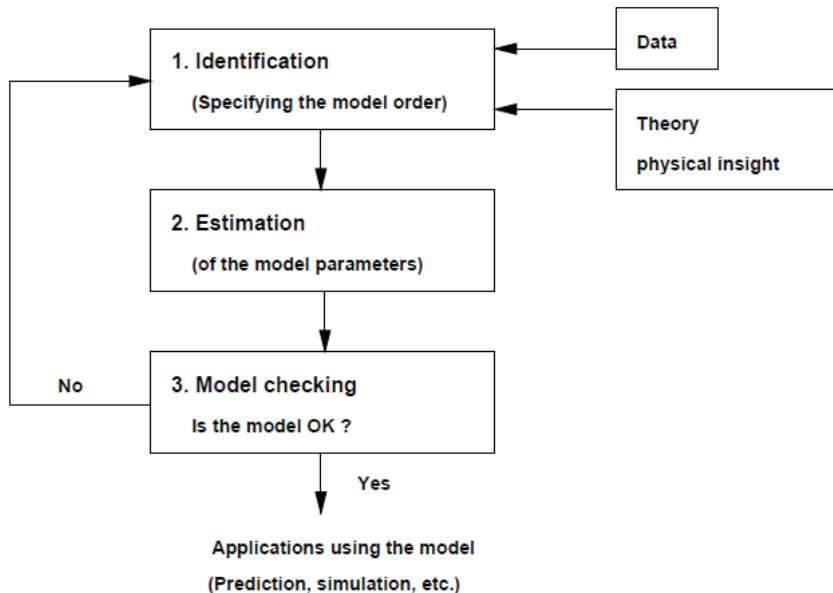 1. Identification
(Specifying the model order)
Data
Theory
physical insight
2. Estimation
(of the model parameters)
3. Model checking
Is the model OK ?
No
Yes
Applications using the model
(Prediction, simulation, etc.)